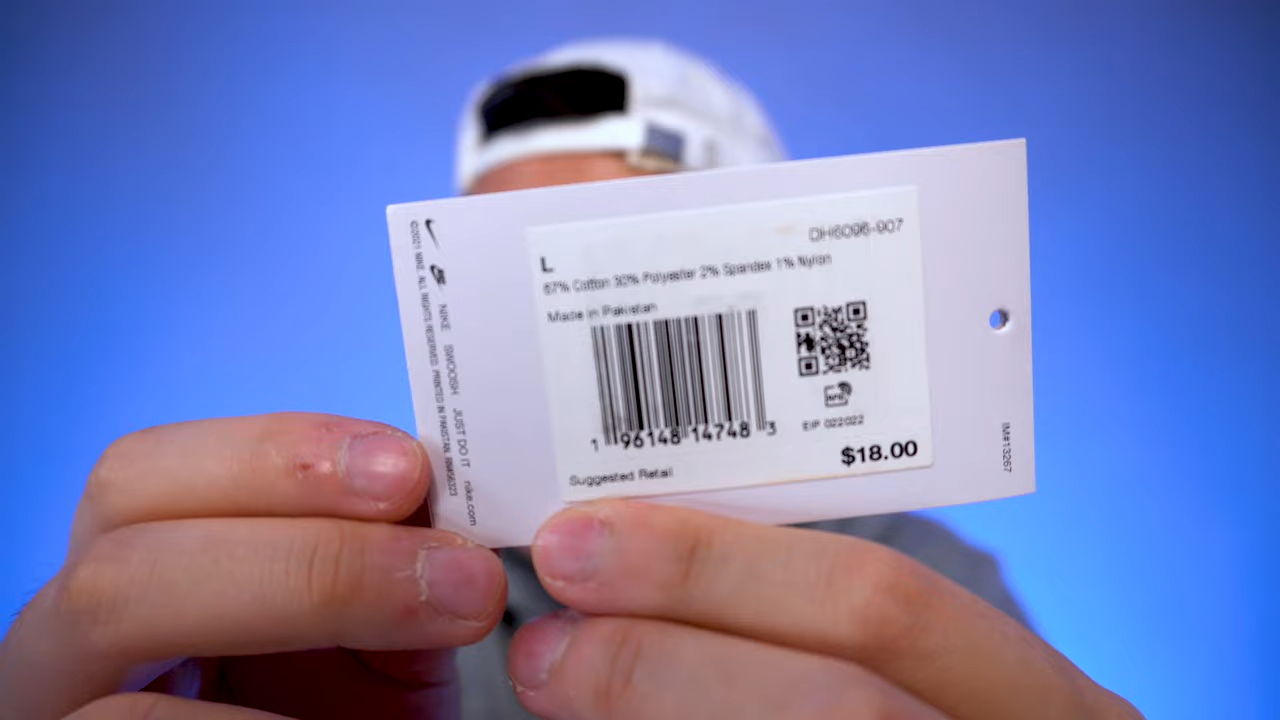 DH6096-907
L
67% Cotton 30% Polyester 2% Spandex 1% Nylon
Made in Pakistan
1 96148 14748 3
EIP 022022
Suggested Retail
$18.00
NIKE SWOOSH JUST DO IT nike.com
©2021 NIKE. ALL RIGHTS RESERVED. PRINTED IN PAKISTAN.
IM#13267